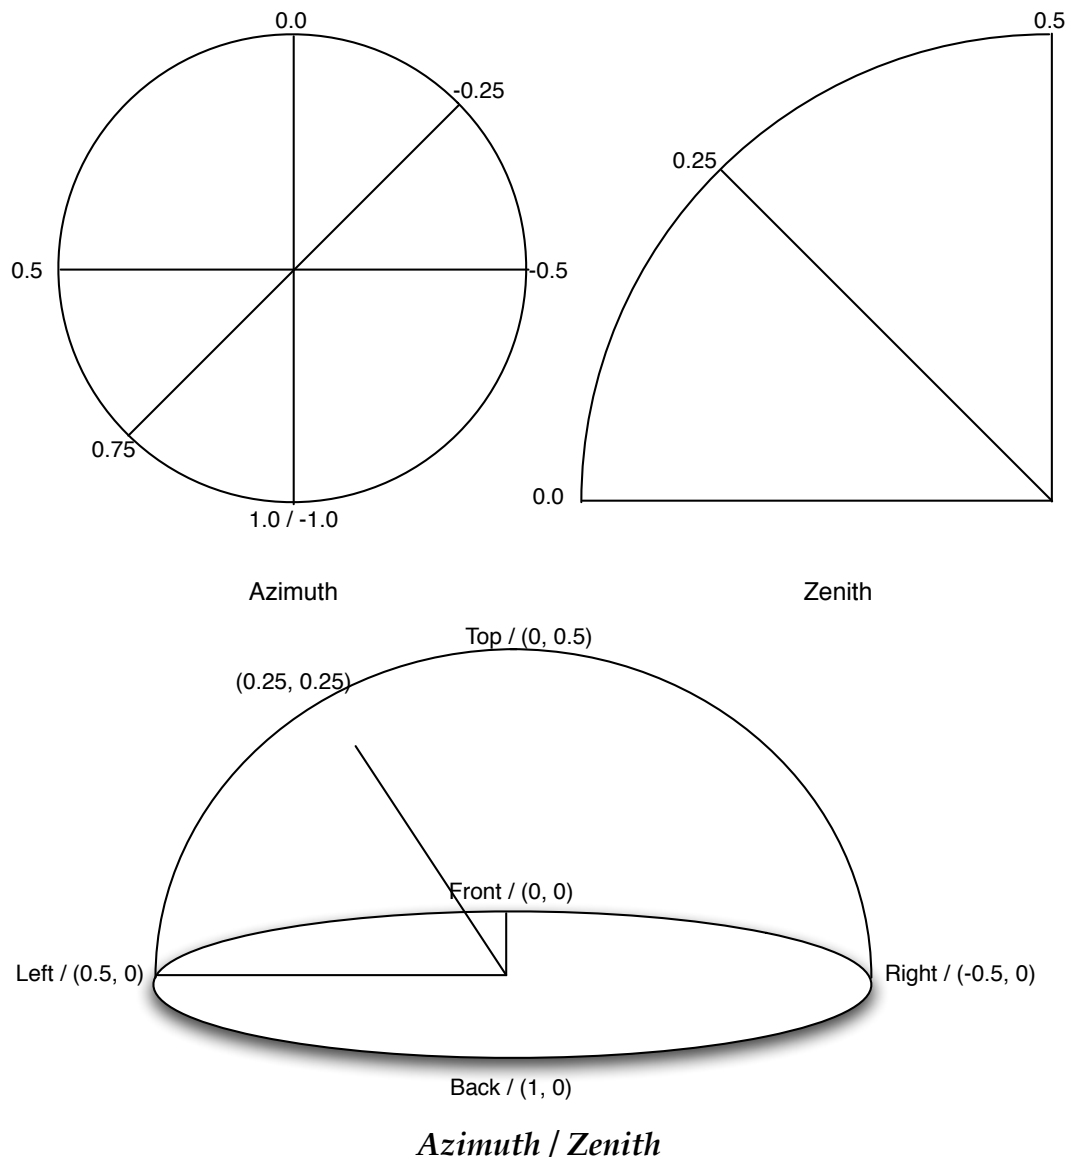 0.0
0.5
-0.25
0.25
0.5
-0.5
0.75
0.0
1.0 / -1.0
Azimuth
Zenith
Top / (0, 0.5)
(0.25, 0.25)
Front / (0, 0)
Left / (0.5, 0)
Right / (-0.5, 0)
Back / (1, 0)
Azimuth / Zenith